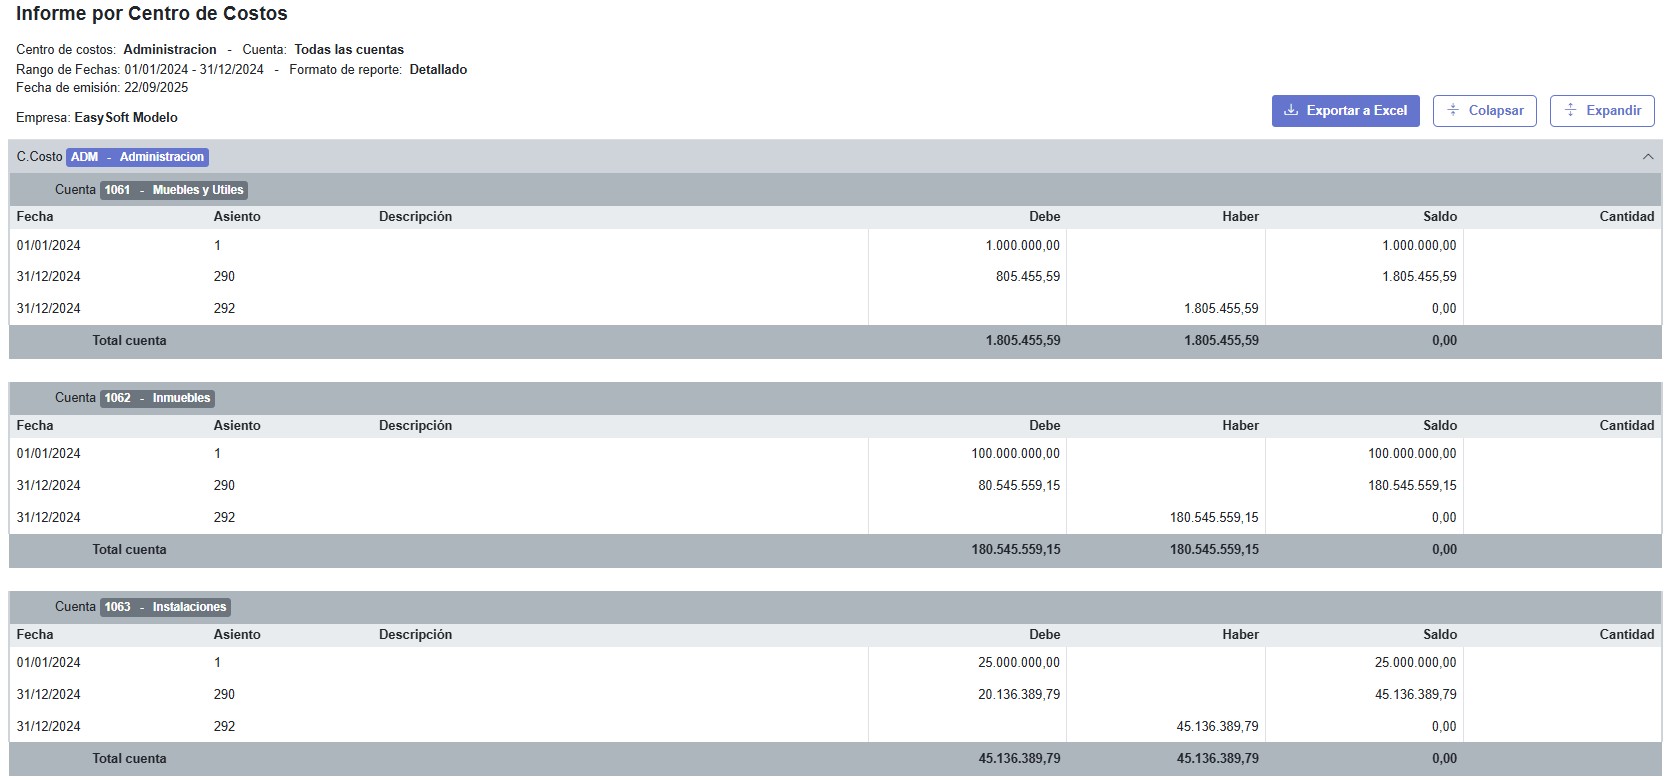 Informe por Centro de Costos
Centro de costos: Administracion - Cuenta: Todas las cuentas
Rango de Fechas: 01/01/2024 - 31/12/2024 - Formato de reporte: Detallado
Fecha de emisión: 22/09/2025
Empresa: EasySoft Modelo
Exportar a Excel Colapsar Expandir
C.Costo ADM - Administracion
Cuenta 1061 - Muebles y Utiles
Fecha Asiento Descripción Debe Haber Saldo Cantidad
01/01/2024 1 1.000.000,00 1.000.000,00
31/12/2024 290 805.455,59 1.805.455,59
31/12/2024 292 1.805.455,59 0,00
Total cuenta 1.805.455,59 1.805.455,59 0,00
Cuenta 1062 - Inmuebles
Fecha Asiento Descripción Debe Haber Saldo Cantidad
01/01/2024 1 100.000.000,00 100.000.000,00
31/12/2024 290 80.545.559,15 180.545.559,15
31/12/2024 292 180.545.559,15 0,00
Total cuenta 180.545.559,15 180.545.559,15 0,00
Cuenta 1063 - Instalaciones
Fecha Asiento Descripción Debe Haber Saldo Cantidad
01/01/2024 1 25.000.000,00 25.000.000,00
31/12/2024 290 20.136.389,79 45.136.389,79
31/12/2024 292 45.136.389,79 0,00
Total cuenta 45.136.389,79 45.136.389,79 0,00